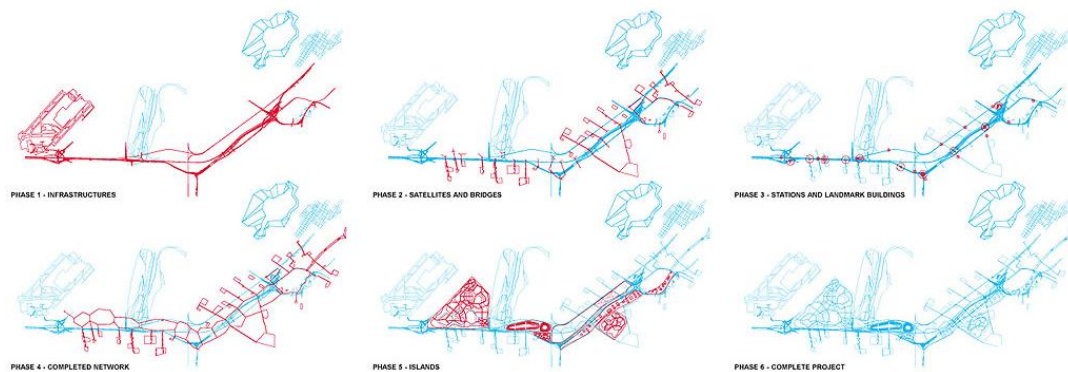 PHASE 1 - INFRASTRUCTURES
PHASE 2 - SATELLITES AND BRIDGES
PHASE 3 - STATIONS AND LANDMARK BUILDINGS
PHASE 4 - COMPLETED NETWORK
PHASE 5 - ISLANDS
PHASE 6 - COMPLETE PROJECT